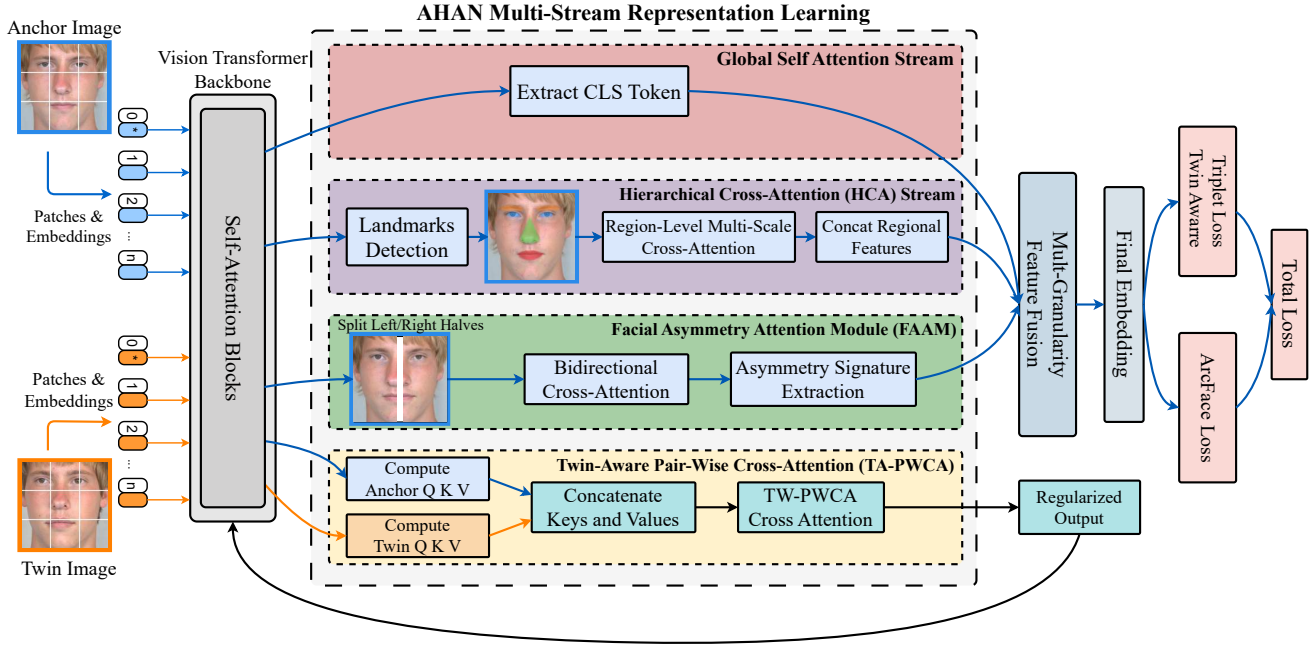 AHAN Multi-Stream Representation Learning
Anchor Image
Vision Transformer
Backbone
0
*
1
2
...
n
Patches &
Embeddings
Self-Attention Blocks
0
*
1
2
...
n
Patches &
Embeddings
Twin Image
Global Self Attention Stream
Extract CLS Token
Hierarchical Cross-Attention (HCA) Stream
Landmarks
Detection
Region-Level Multi-Scale
Cross-Attention
Concat Regional
Features
Split Left/Right Halves
Facial Asymmetry Attention Module (FAAM)
Bidirectional
Cross-Attention
Asymmetry Signature
Extraction
Twin-Aware Pair-Wise Cross-Attention (TA-PWCA)
Compute
Anchor Q K V
Compute
Twin Q K V
Concatenate
Keys and Values
TW-PWCA
Cross Attention
Mult-Granularity
Feature Fusion
Final Embedding
Triplet Loss
Twin Awarre
ArcFace Loss
Total Loss
Regularized
Output